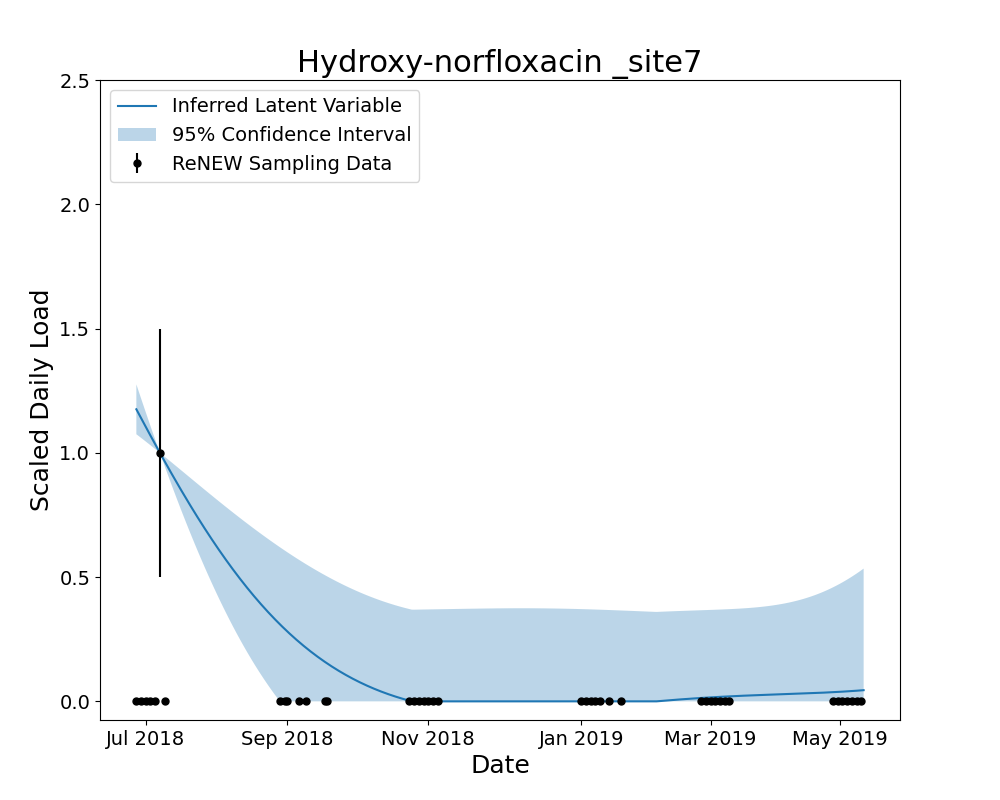 Hydroxy-norfloxacin _site7
Inferred Latent Variable
95% Confidence Interval
ReNEW Sampling Data
Scaled Daily Load
2.5
2.0
1.5
1.0
0.5
0.0
Jul 2018 Sep 2018 Nov 2018 Jan 2019 Mar 2019 May 2019
Date